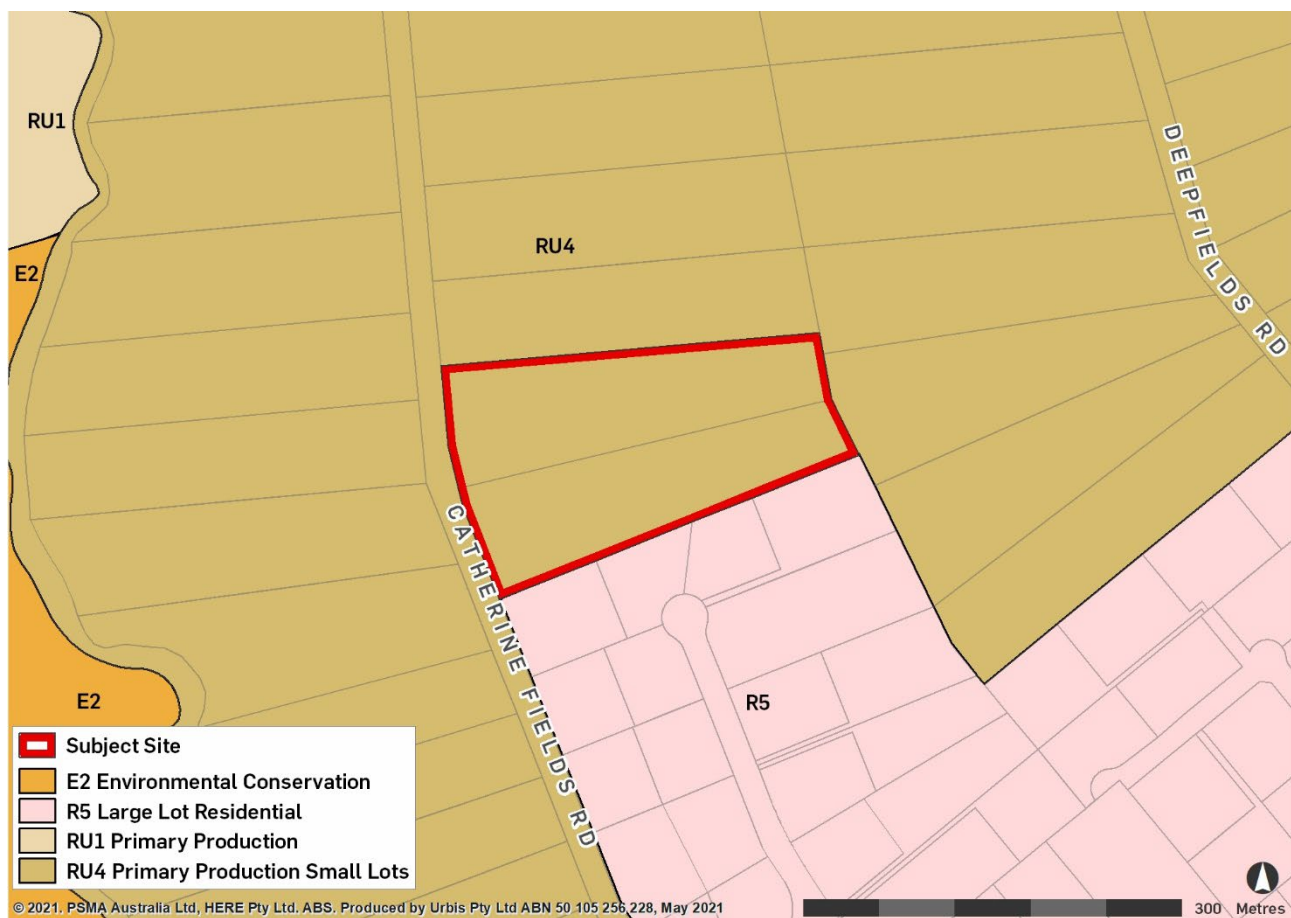 RU1
DEEPFIELDS RD
RU4
E2
CATHERINE FIELDS RD
E2
R5
Subject Site
E2 Environmental Conservation
R5 Large Lot Residential
RU1 Primary Production
RU4 Primary Production Small Lots
© 2021. PSMA Australia Ltd, HERE Pty Ltd. ABS. Produced by Urbis Pty Ltd ABN 50 105 256 228, May 2021
300 Metres